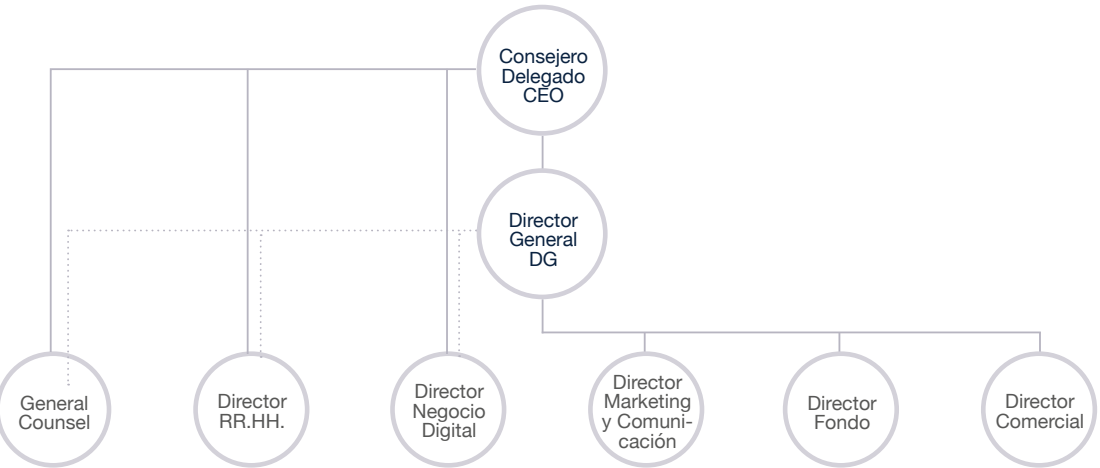 Consejero
Delegado
CEO
Director
General
DG
General
Counsel
Director
RR.HH.
Director
Negocio
Digital
Director
Marketing
y Comuni-
cación
Director
Fondo
Director
Comercial